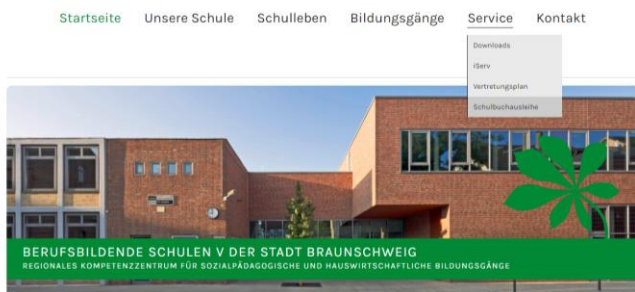 Startseite Unsere Schule Schulleben Bildungsgänge Service Kontakt
Downloads
iServ
Vertretungsplan
Schulbuchausleihe
BERUFSBILDENDE SCHULEN V DER STADT BRAUNSCHWEIG
REGIONALES KOMPETENZZENTRUM FÜR SOZIALPÄDAGOGISCHE UND HAUSWIRTSCHAFTLICHE BILDUNGSGÄNGE